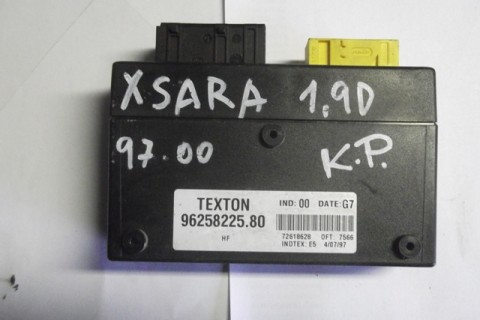 XSARA 1,9D
97.00 K.P.
TEXTON IND: 00 DATE: G7
96258225.80
HF 72618626 DFT 7566
INDTEX: E5 4/07/97